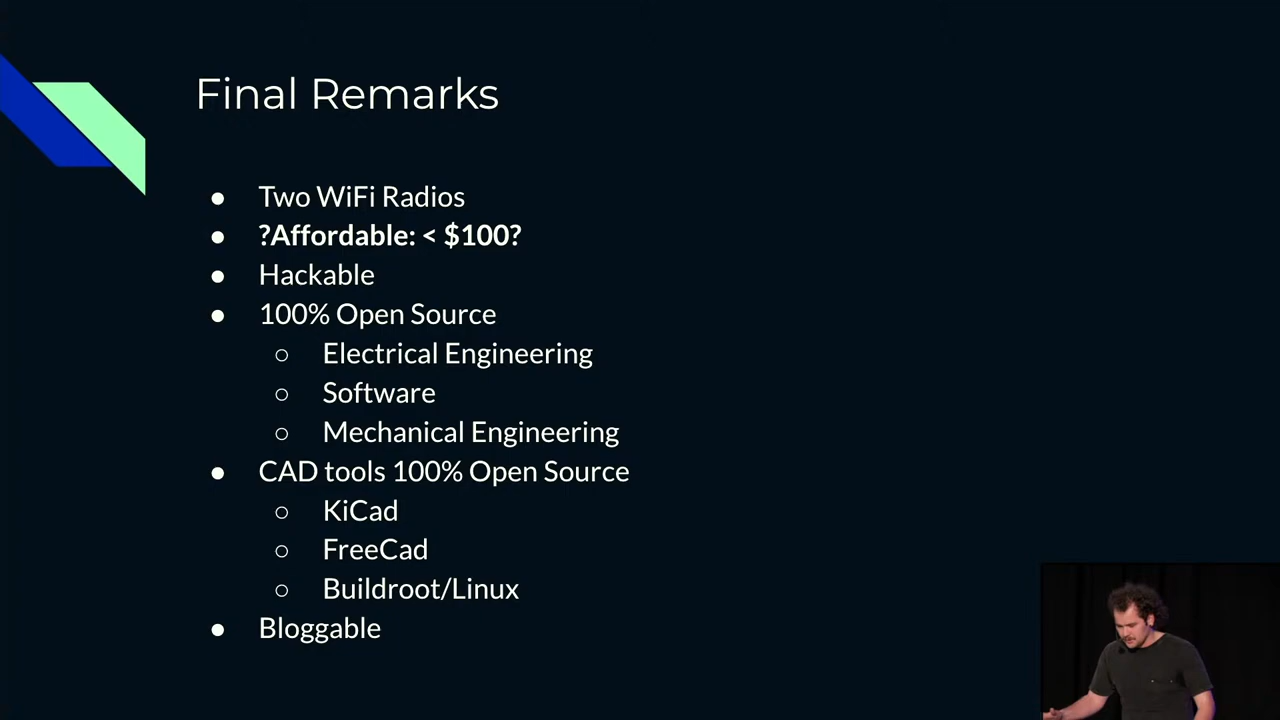 Final Remarks
● Two WiFi Radios
● ?Affordable: < $100?
● Hackable
● 100% Open Source
○ Electrical Engineering
○ Software
○ Mechanical Engineering
● CAD tools 100% Open Source
○ KiCad
○ FreeCad
○ Buildroot/Linux
● Bloggable